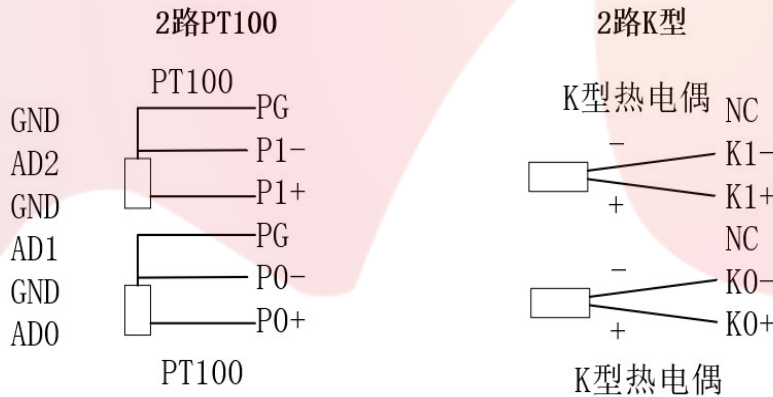 2路PT100
2路K型
PT100
K型热电偶
GND
PG
NC
AD2
P1-
-
K1-
GND
P1+
+
K1+
AD1
PG
NC
GND
P0-
-
K0-
AD0
P0+
+
K0+
PT100
K型热电偶